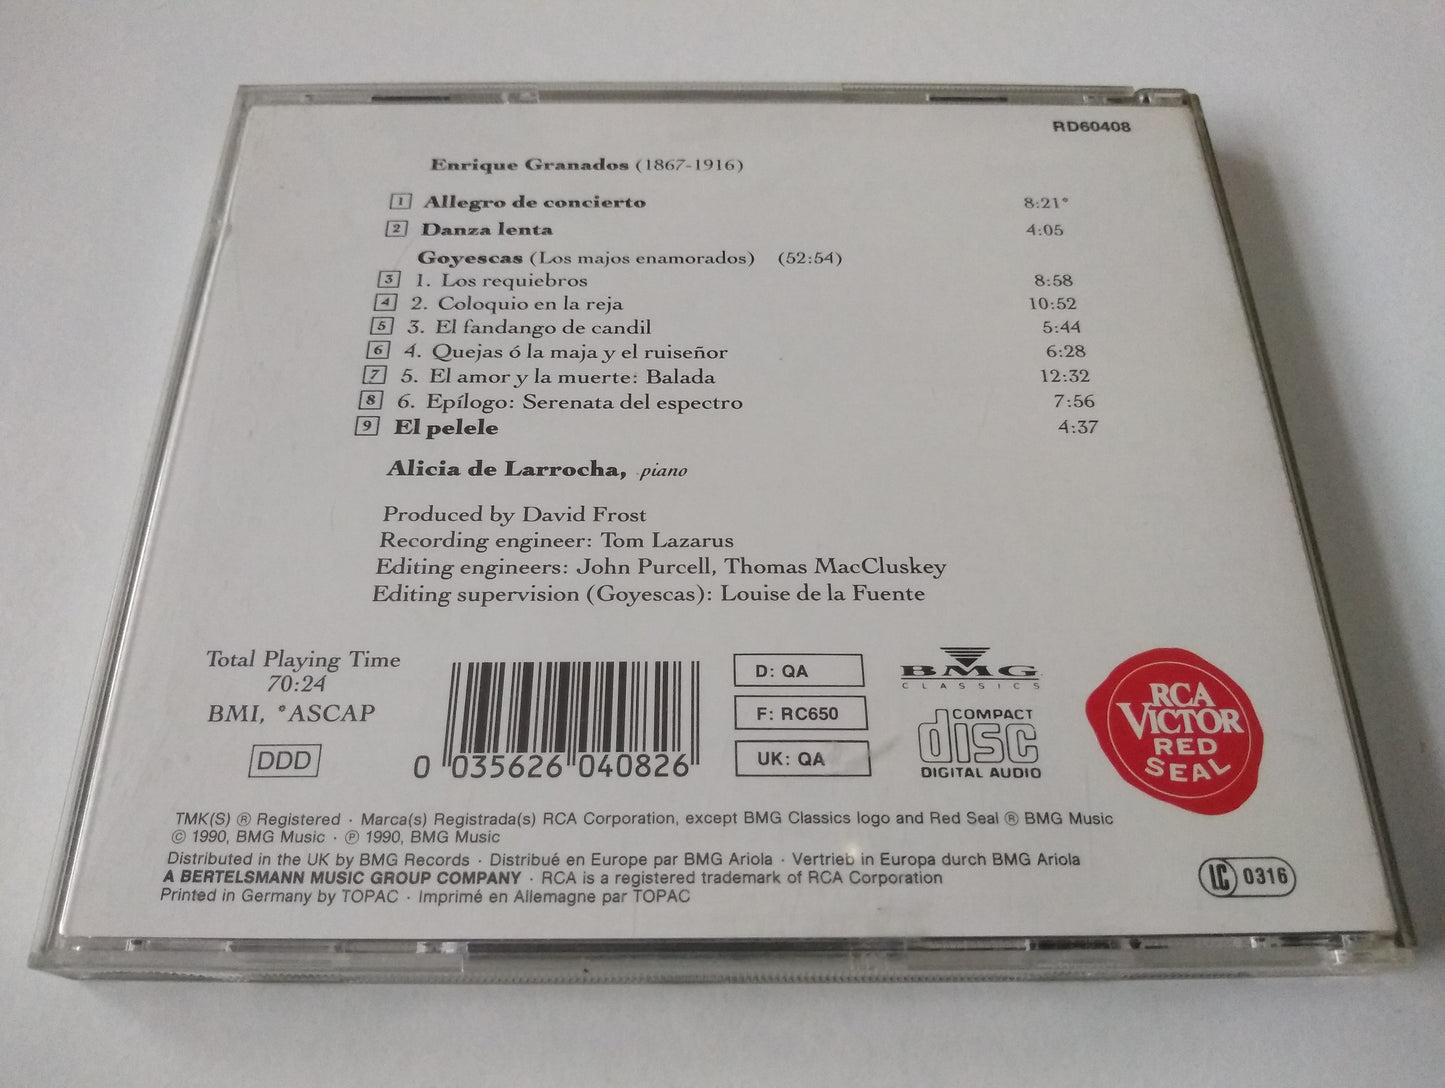 RD60408
Enrique Granados (1867-1916)
1 Allegro de concierto 8:21*
2 Danza lenta 4:05
Goyescas (Los majos enamorados) (52:54)
3 1. Los requiebros 8:58
4 2. Coloquio en la reja 10:52
5 3. El fandango de candil 5:44
6 4. Quejas ó la maja y el ruiseñor 6:28
7 5. El amor y la muerte: Balada 12:32
8 6. Epílogo: Serenata del espectro 7:56
9 El pelele 4:37
Alicia de Larrocha, piano
Produced by David Frost
Recording engineer: Tom Lazarus
Editing engineers: John Purcell, Thomas MacCluskey
Editing supervision (Goyescas): Louise de la Fuente
Total Playing Time
70:24
BMI, *ASCAP
DDD
0 035626 040826
D: QA
F: RC650
UK: QA
BMG
CLASSICS
COMPACT
disc
DIGITAL AUDIO
RCA
VICTOR
RED
SEAL
TMK(S) ® Registered · Marca(s) Registrada(s) RCA Corporation, except BMG Classics logo and Red Seal ® BMG Music
© 1990, BMG Music · ℗ 1990, BMG Music
Distributed in the UK by BMG Records · Distribué en Europe par BMG Ariola · Vertrieb in Europa durch BMG Ariola
A BERTELSMANN MUSIC GROUP COMPANY · RCA is a registered trademark of RCA Corporation
Printed in Germany by TOPAC · Imprimé en Allemagne par TOPAC
LC 0316